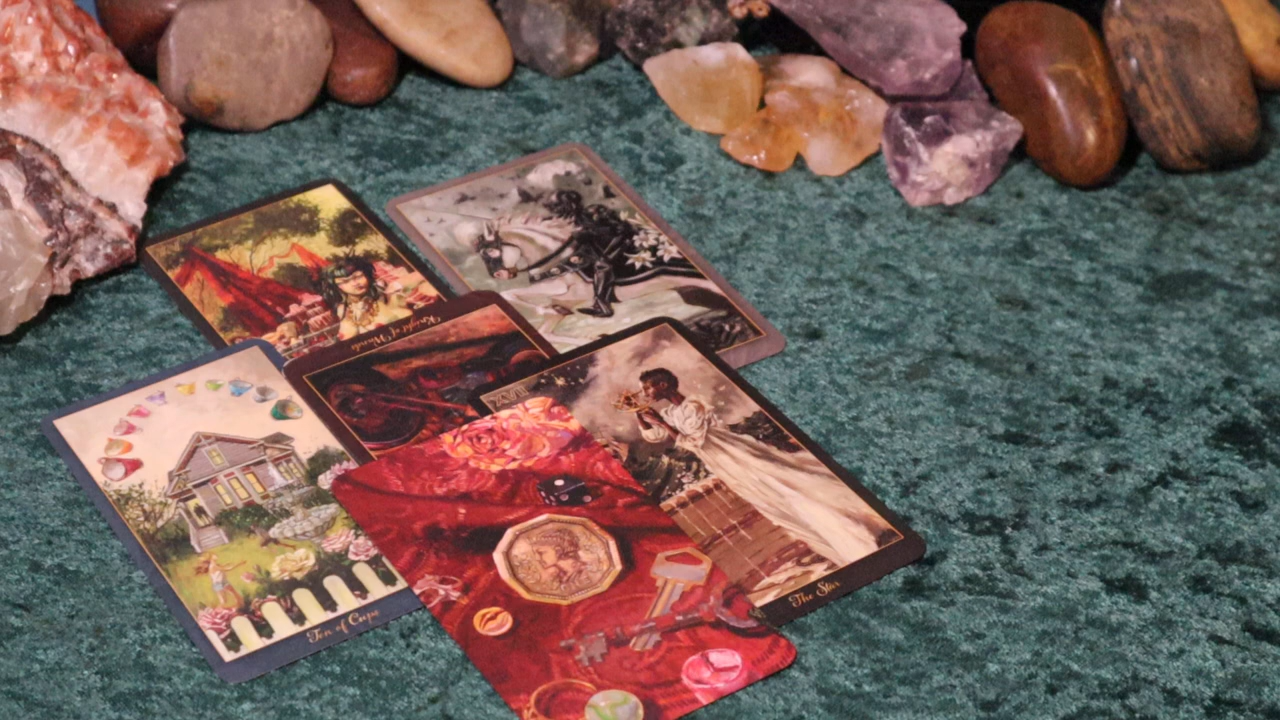 Knight of Wands
XVII
Ten of Cups
The Star